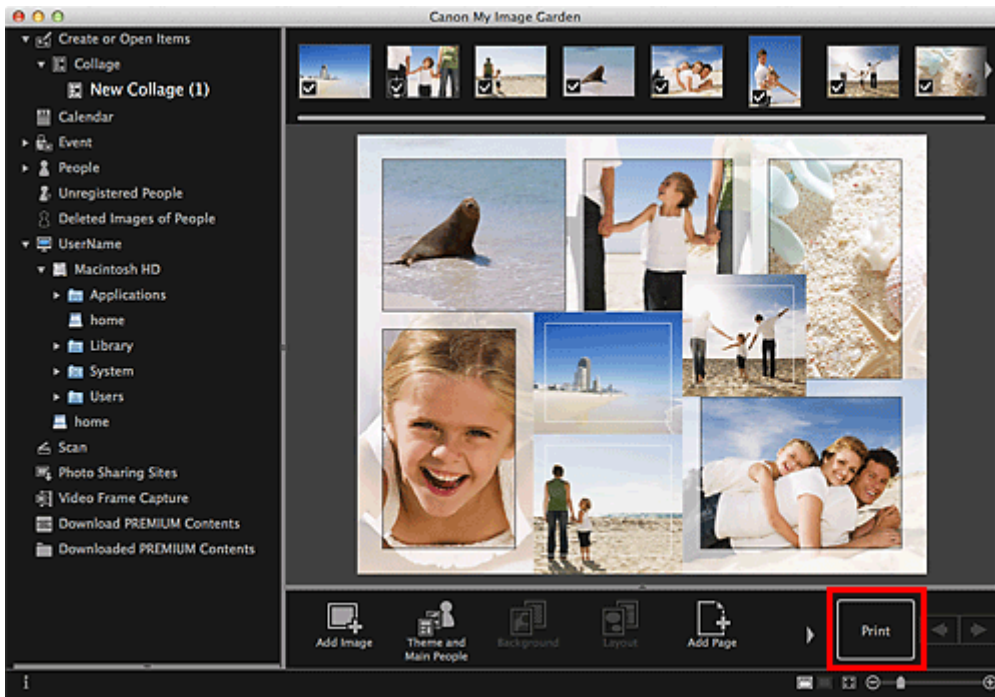 Canon My Image Garden
Create or Open Items
Collage
New Collage (1)
Calendar
Event
People
Unregistered People
Deleted Images of People
UserName
Macintosh HD
Applications
home
Library
System
Users
home
Scan
Photo Sharing Sites
Video Frame Capture
Download PREMIUM Contents
Downloaded PREMIUM Contents
Add Image
Theme and
Main People
Background
Layout
Add Page
Print